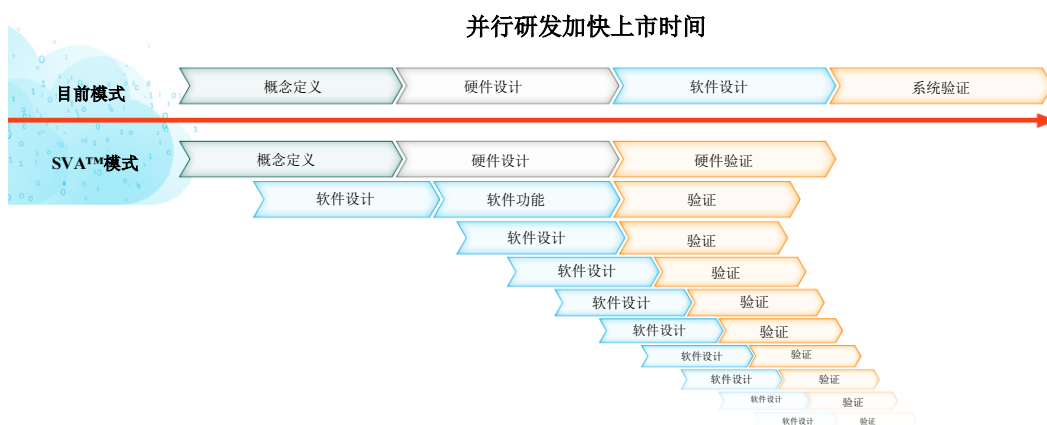 并行研发加快上市时间
目前模式 概念定义 硬件设计 软件设计 系统验证
SVA™模式 概念定义 硬件设计 硬件验证
软件设计 软件功能 验证
软件设计 验证
软件设计 验证
软件设计 验证
软件设计 验证
软件设计 验证
软件设计 验证
软件设计 验证
软件设计 验证